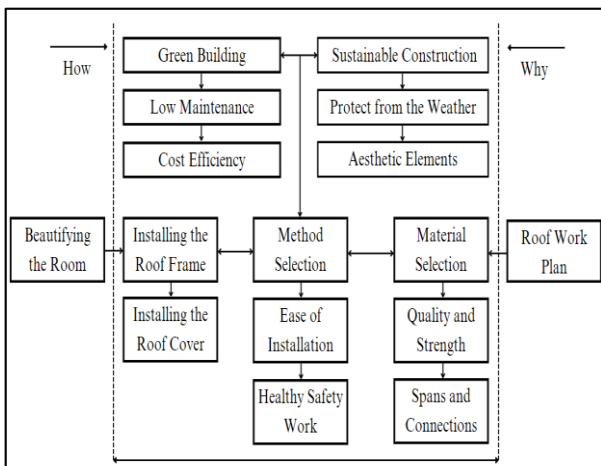 How
Green Building
Sustainable Construction
Why
Low Maintenance
Protect from the Weather
Cost Efficiency
Aesthetic Elements
Beautifying
the Room
Installing the
Roof Frame
Method
Selection
Material
Selection
Roof Work
Plan
Installing the
Roof Cover
Ease of
Installation
Quality and
Strength
Healthy Safety
Work
Spans and
Connections